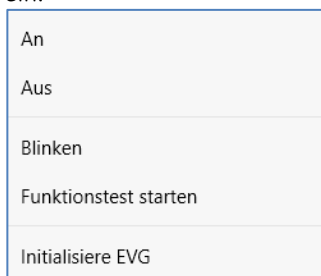 An
Aus
Blinken
Funktionstest starten
Initialisiere EVG